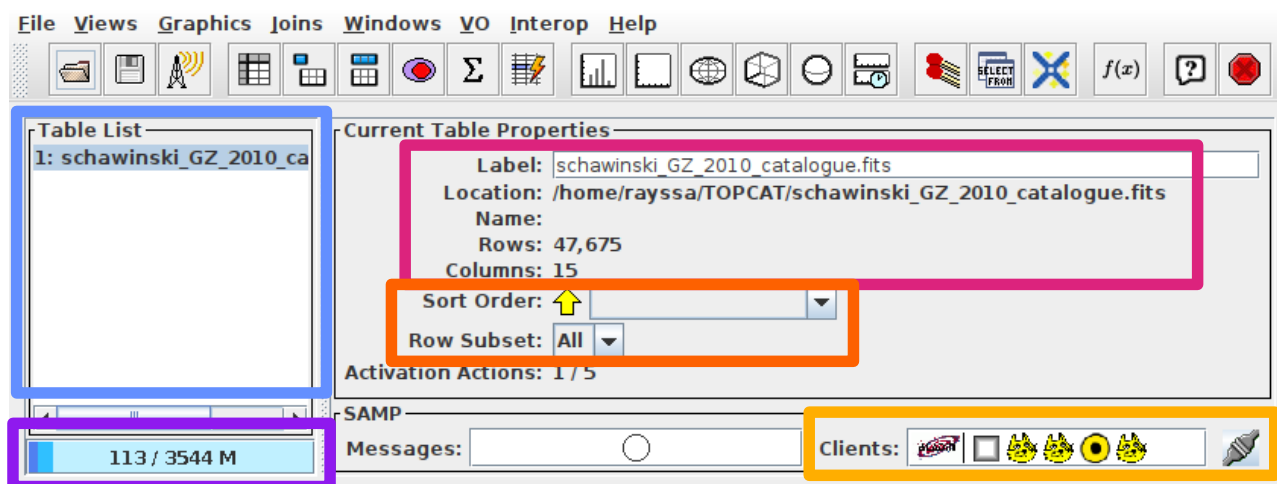 File Views Graphics Joins Windows VO Interop Help
Σ SELECT FROM f(x) ?
Table List
1: schawinski_GZ_2010_ca
Current Table Properties
Label: schawinski_GZ_2010_catalogue.fits
Location: /home/rayssa/TOPCAT/schawinski_GZ_2010_catalogue.fits
Name:
Rows: 47,675
Columns: 15
Sort Order:
Row Subset: All
Activation Actions: 1 / 5
SAMP
113 / 3544 M
Messages: Clients: